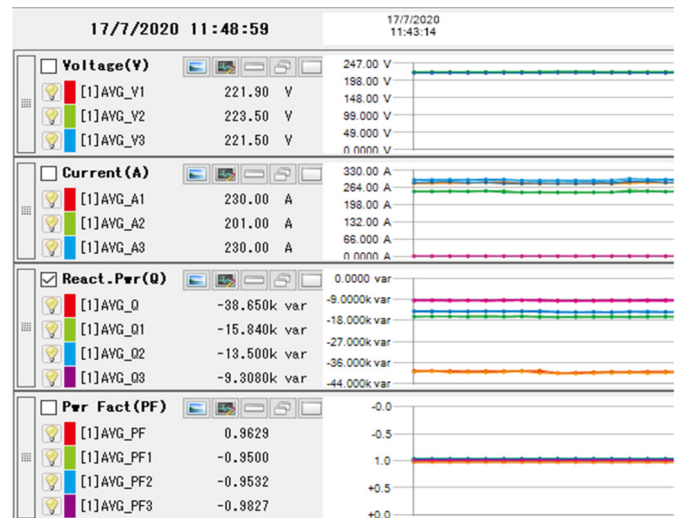 17/7/2020 11:48:59
17/7/2020
11:43:14
Voltage(V)
[1]AVG_V1 221.90 V
[1]AVG_V2 223.50 V
[1]AVG_V3 221.50 V
247.00 V
198.00 V
148.00 V
99.000 V
49.000 V
0.0000 V
Current(A)
[1]AVG_A1 230.00 A
[1]AVG_A2 201.00 A
[1]AVG_A3 230.00 A
330.00 A
264.00 A
198.00 A
132.00 A
66.000 A
0.0000 A
React.Pwr(Q)
[1]AVG_Q -38.650k var
[1]AVG_Q1 -15.840k var
[1]AVG_Q2 -13.500k var
[1]AVG_Q3 -9.3080k var
0.0000 var
-9.0000k var
-18.000k var
-27.000k var
-36.000k var
-44.000k var
Pwr Fact(PF)
[1]AVG_PF 0.9629
[1]AVG_PF1 -0.9500
[1]AVG_PF2 -0.9532
[1]AVG_PF3 -0.9827
-0.0
-0.5
1.0
+0.5
+0.0